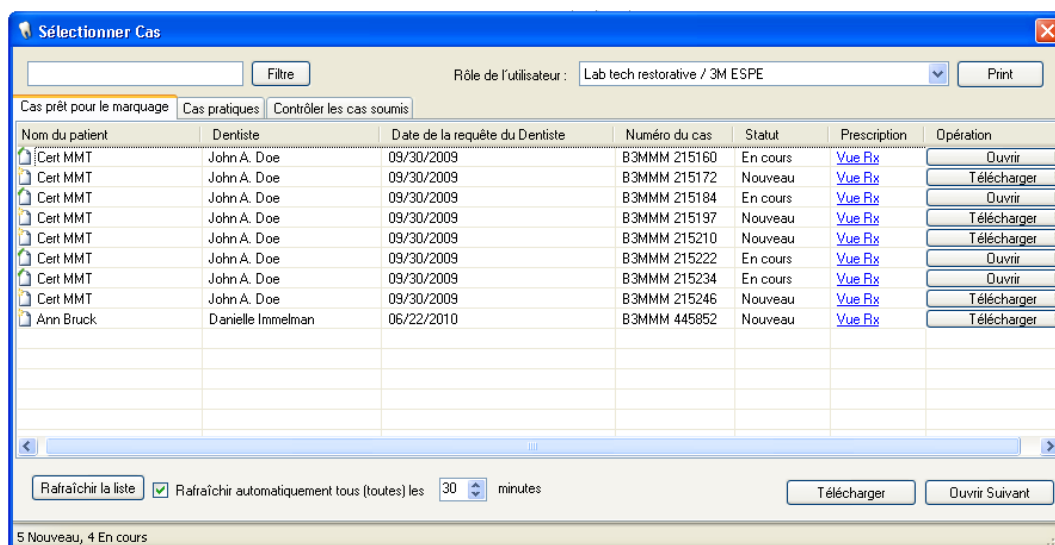 Sélectionner Cas
Filtre Rôle de l'utilisateur : Lab tech restorative / 3M ESPE Print
Cas prêt pour le marquage Cas pratiques Contrôler les cas soumis
Nom du patient Dentiste Date de la requête du Dentiste Numéro du cas Statut Prescription Opération
Cert MMT John A. Doe 09/30/2009 B3MMM 215160 En cours Vue Rx Ouvrir
Cert MMT John A. Doe 09/30/2009 B3MMM 215172 Nouveau Vue Rx Télécharger
Cert MMT John A. Doe 09/30/2009 B3MMM 215184 En cours Vue Rx Ouvrir
Cert MMT John A. Doe 09/30/2009 B3MMM 215197 Nouveau Vue Rx Télécharger
Cert MMT John A. Doe 09/30/2009 B3MMM 215210 Nouveau Vue Rx Télécharger
Cert MMT John A. Doe 09/30/2009 B3MMM 215222 En cours Vue Rx Ouvrir
Cert MMT John A. Doe 09/30/2009 B3MMM 215234 En cours Vue Rx Ouvrir
Cert MMT John A. Doe 09/30/2009 B3MMM 215246 Nouveau Vue Rx Télécharger
Ann Bruck Danielle Immelman 06/22/2010 B3MMM 445852 Nouveau Vue Rx Télécharger
Rafraîchir la liste Rafraîchir automatiquement tous (toutes) les 30 minutes Télécharger Ouvrir Suivant
5 Nouveau, 4 En cours